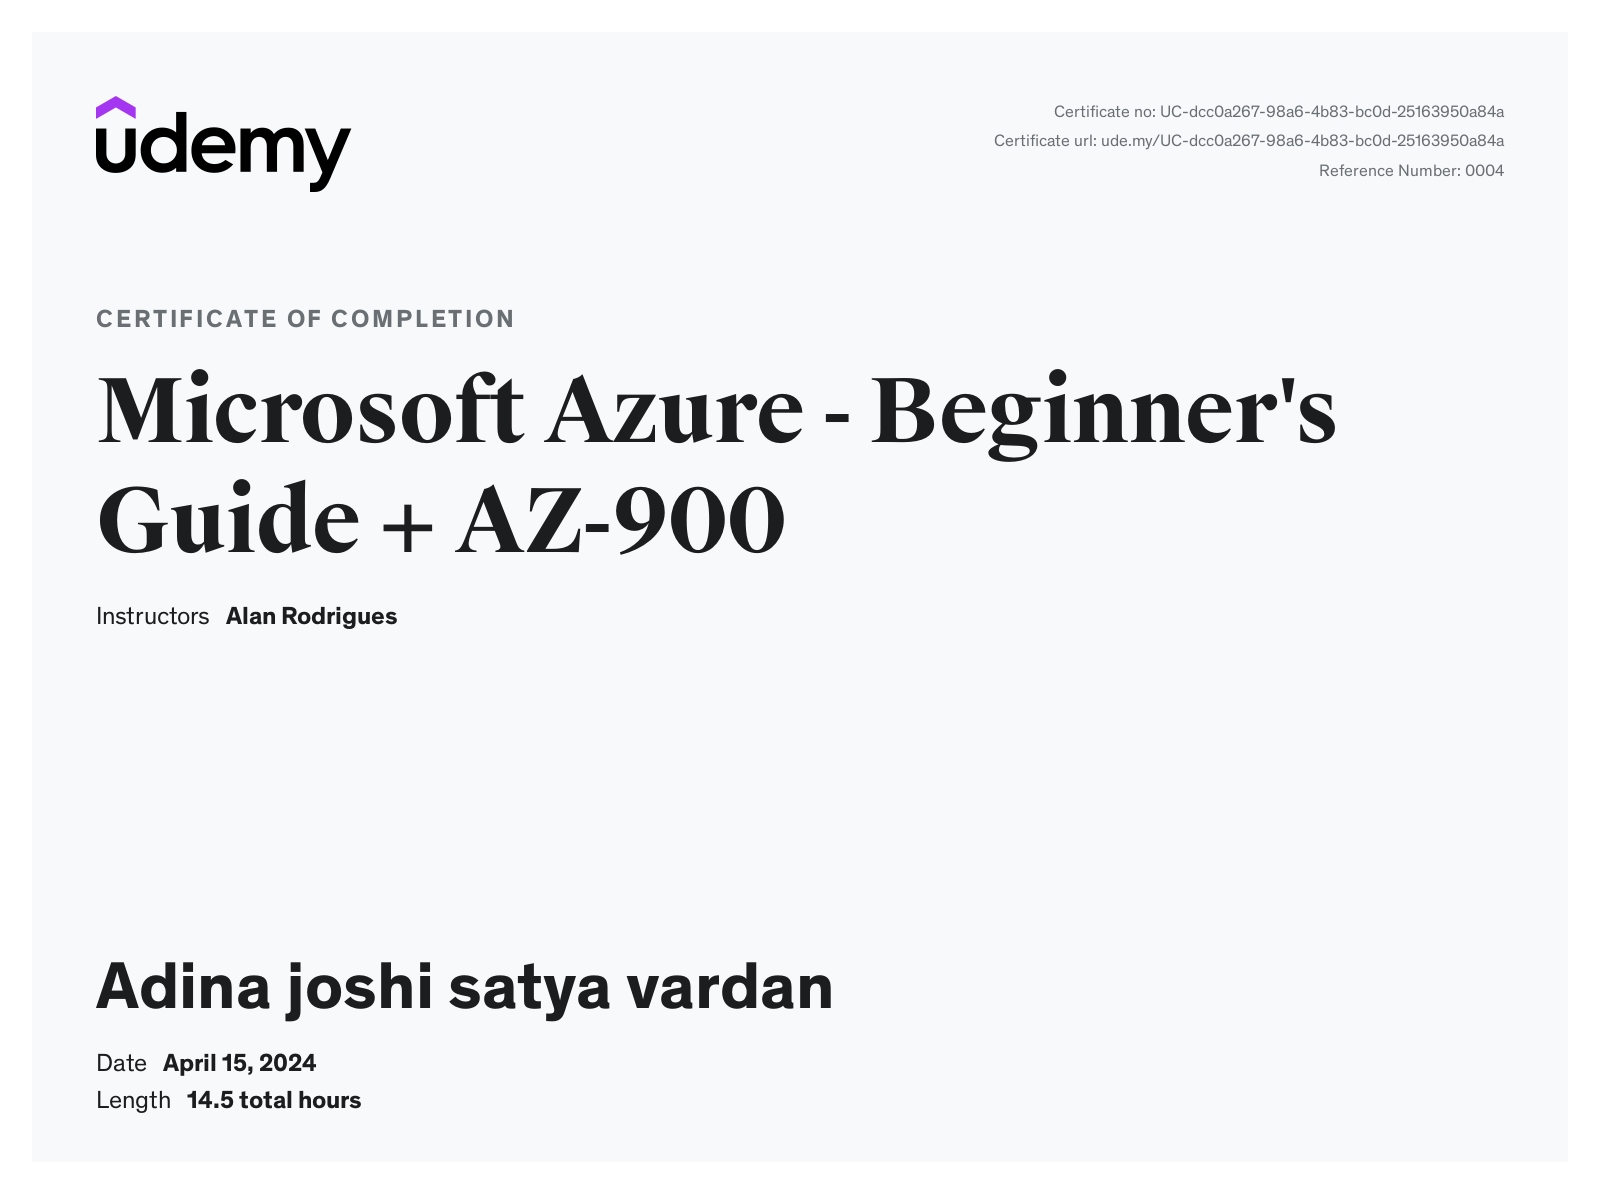 udemy
Certificate no: UC-dcc0a267-98a6-4b83-bc0d-25163950a84a
Certificate url: ude.my/UC-dcc0a267-98a6-4b83-bc0d-25163950a84a
Reference Number: 0004
CERTIFICATE OF COMPLETION
Microsoft Azure - Beginner's
Guide + AZ-900
Instructors Alan Rodrigues
Adina joshi satya vardan
Date April 15, 2024
Length 14.5 total hours